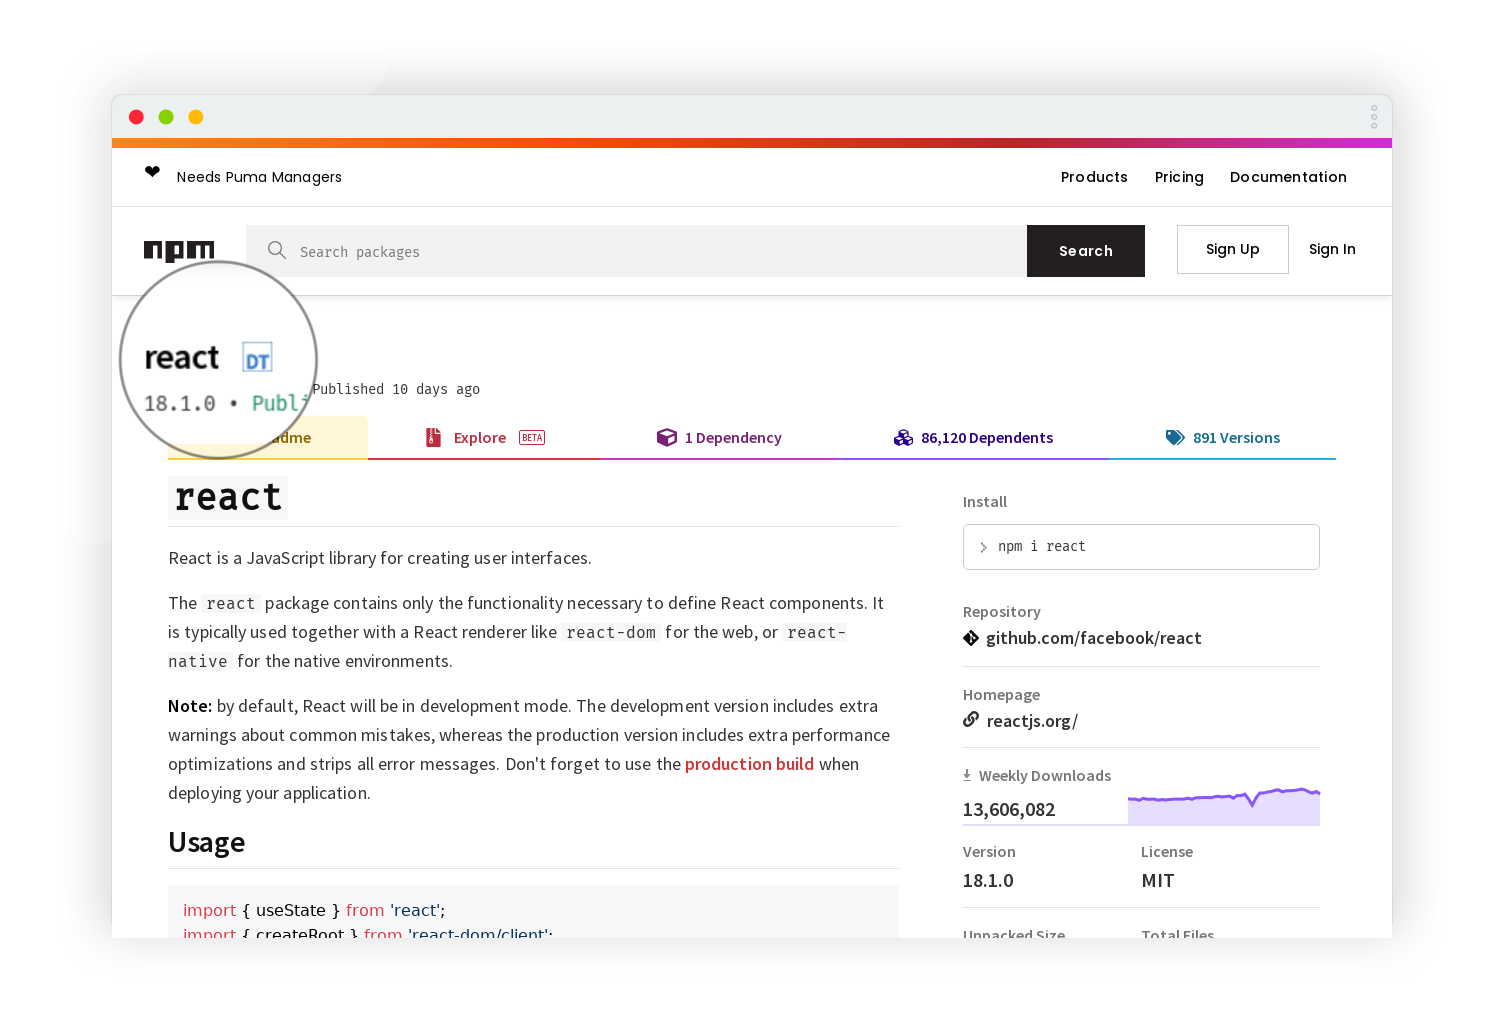 ❤ Needs Puma Managers
Products Pricing Documentation
npm
Search packages
Search
Sign Up
Sign In
react DT
18.1.0 • Publi
Published 10 days ago
adme
Explore BETA
1 Dependency
86,120 Dependents
891 Versions
react
React is a JavaScript library for creating user interfaces.
The react package contains only the functionality necessary to define React components. It
is typically used together with a React renderer like react-dom for the web, or react-
native for the native environments.
Note: by default, React will be in development mode. The development version includes extra
warnings about common mistakes, whereas the production version includes extra performance
optimizations and strips all error messages. Don't forget to use the production build when
deploying your application.
Usage
import { useState } from 'react';
import { createRoot } from 'react-dom/client';
Install
npm i react
Repository
github.com/facebook/react
Homepage
reactjs.org/
Weekly Downloads
13,606,082
Version License
18.1.0 MIT
Unpacked Size Total Files